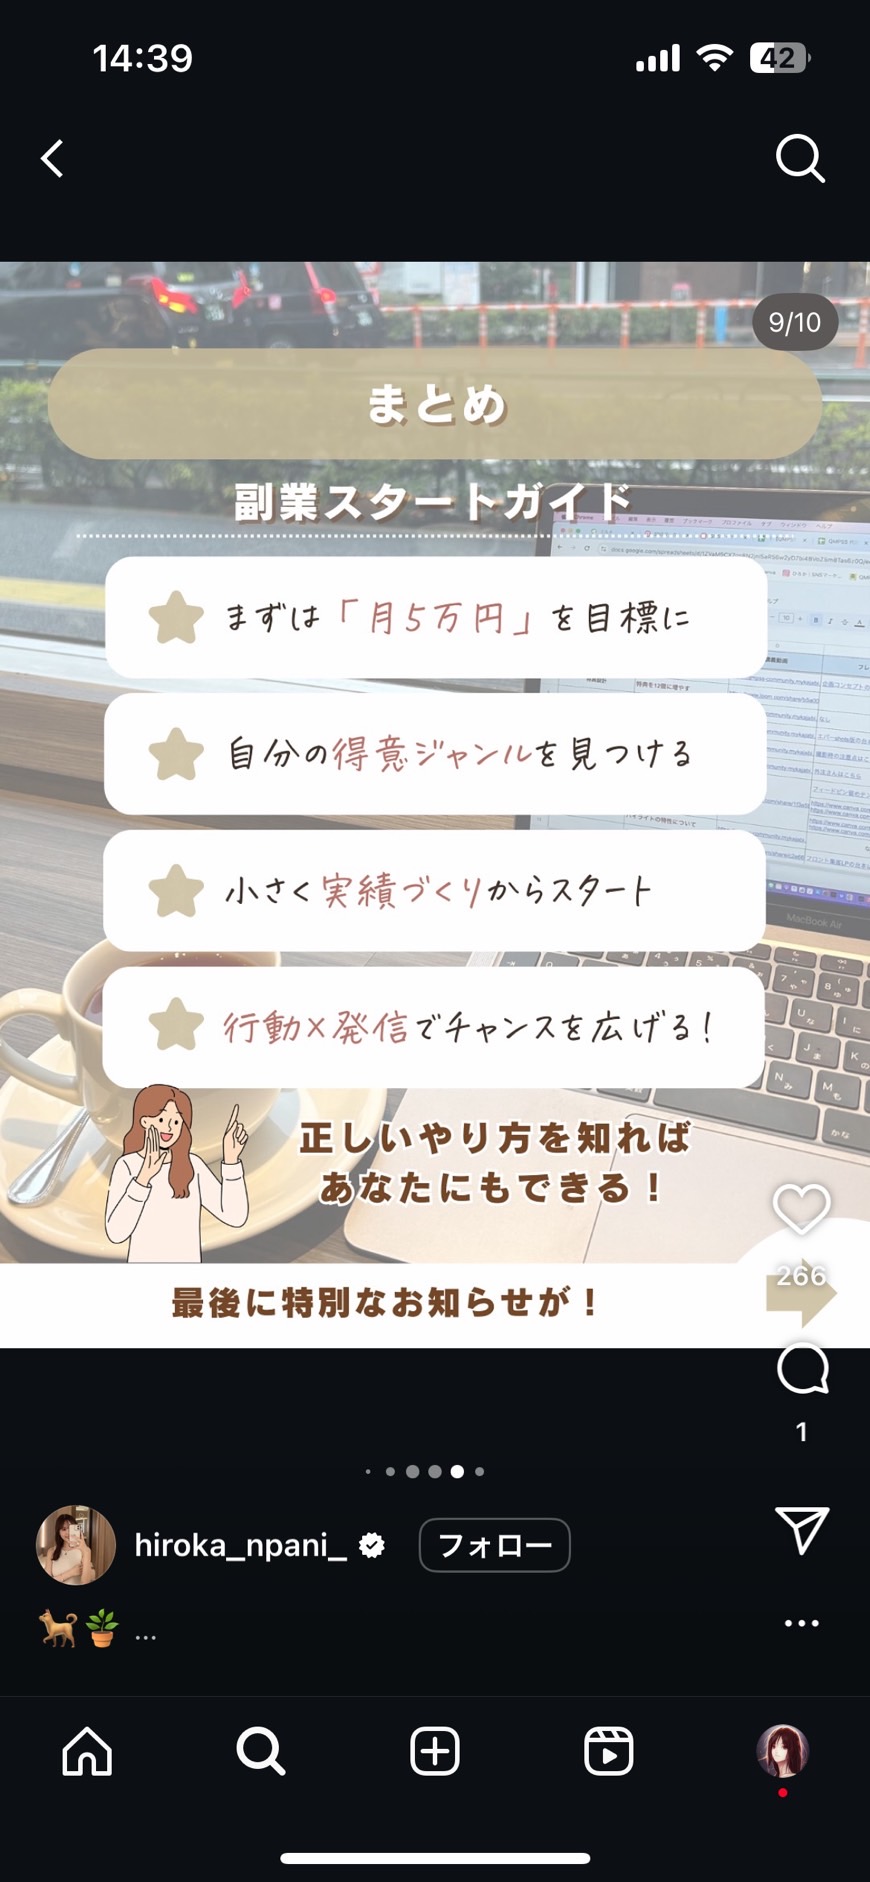 14:39
42
9/10
まとめ
副業スタートガイド
まずは「月5万円」を目標に
自分の得意ジャンルを見つける
小さく実績づくりからスタート
行動×発信でチャンスを広げる!
正しいやり方を知れば
あなたにもできる!
最後に特別なお知らせが!
MacBook Air
266
1
hiroka_npani_
フォロー
...